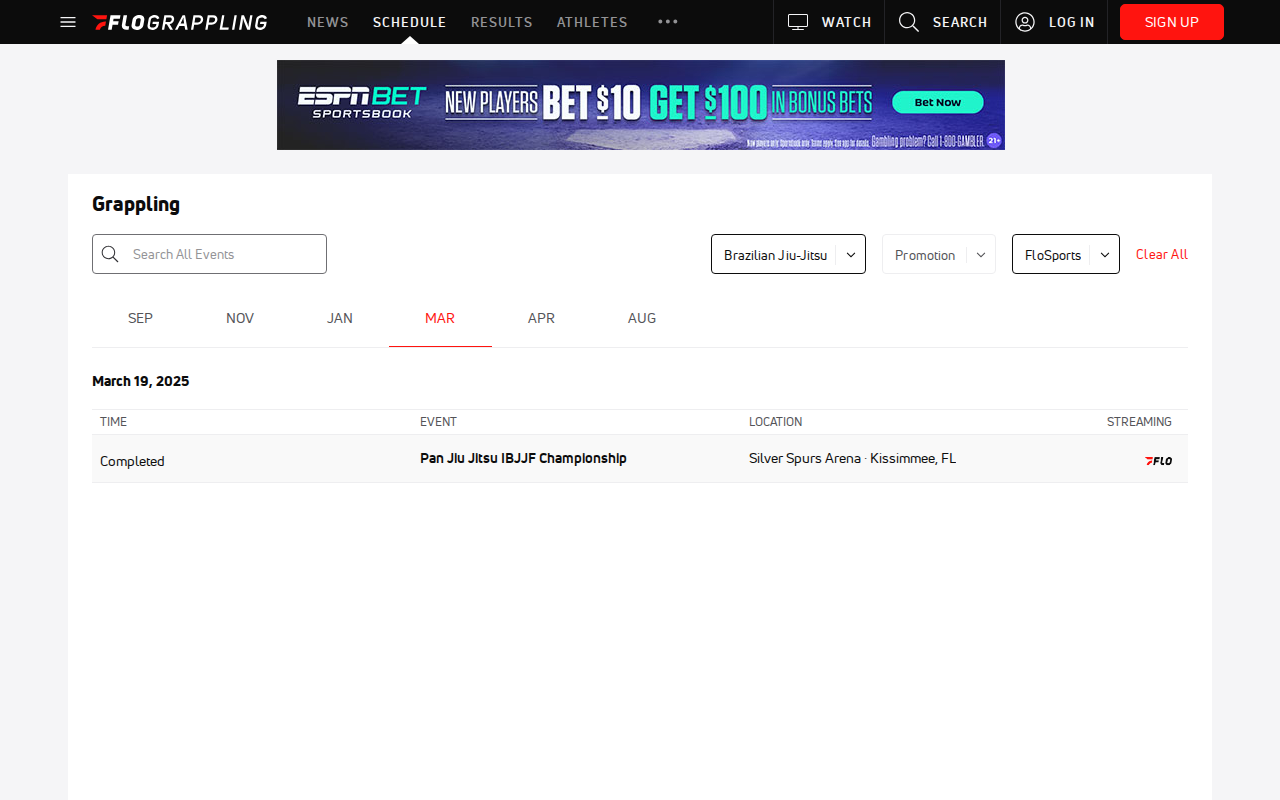 FLOGRAPPLING NEWS SCHEDULE RESULTS ATHLETES WATCH SEARCH LOG IN SIGN UP
ESPN BET SPORTSBOOK NEW PLAYERS BET $10 GET $100 IN BONUS BETS Bet Now
Gambling problem? Call 1-800-GAMBLER. 21+
Grappling
Search All Events Brazilian Jiu-Jitsu Promotion FloSports Clear All
SEP NOV JAN MAR APR AUG
March 19, 2025
TIME EVENT LOCATION STREAMING
Completed Pan Jiu Jitsu IBJJF Championship Silver Spurs Arena · Kissimmee, FL FLO